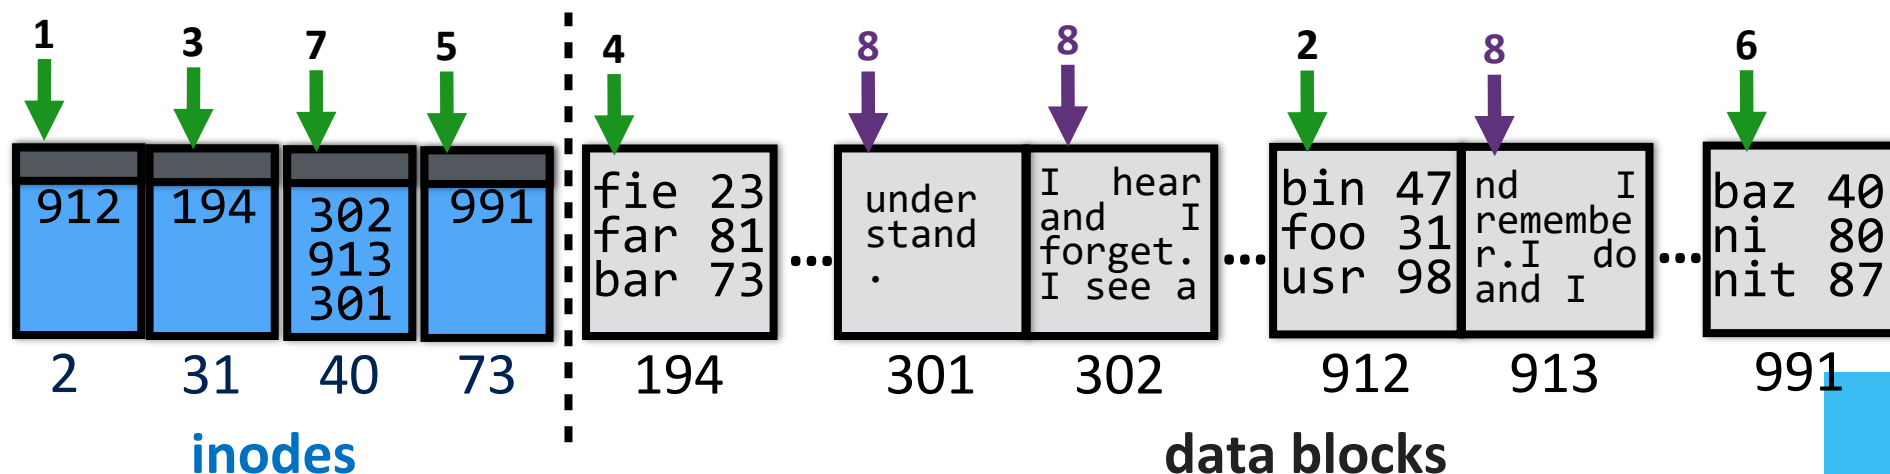 1 3 7 5 4 8 8 2 8 6
912
194
302
913
301
991
fie 23
far 81
bar 73
...
under
stand
.
I hear
and I
forget.
I see a
...
bin 47
foo 31
usr 98
nd I
remembe
r.I do
and I
...
baz 40
ni 80
nit 87
2 31 40 73 194 301 302 912 913 991
inodes
data blocks